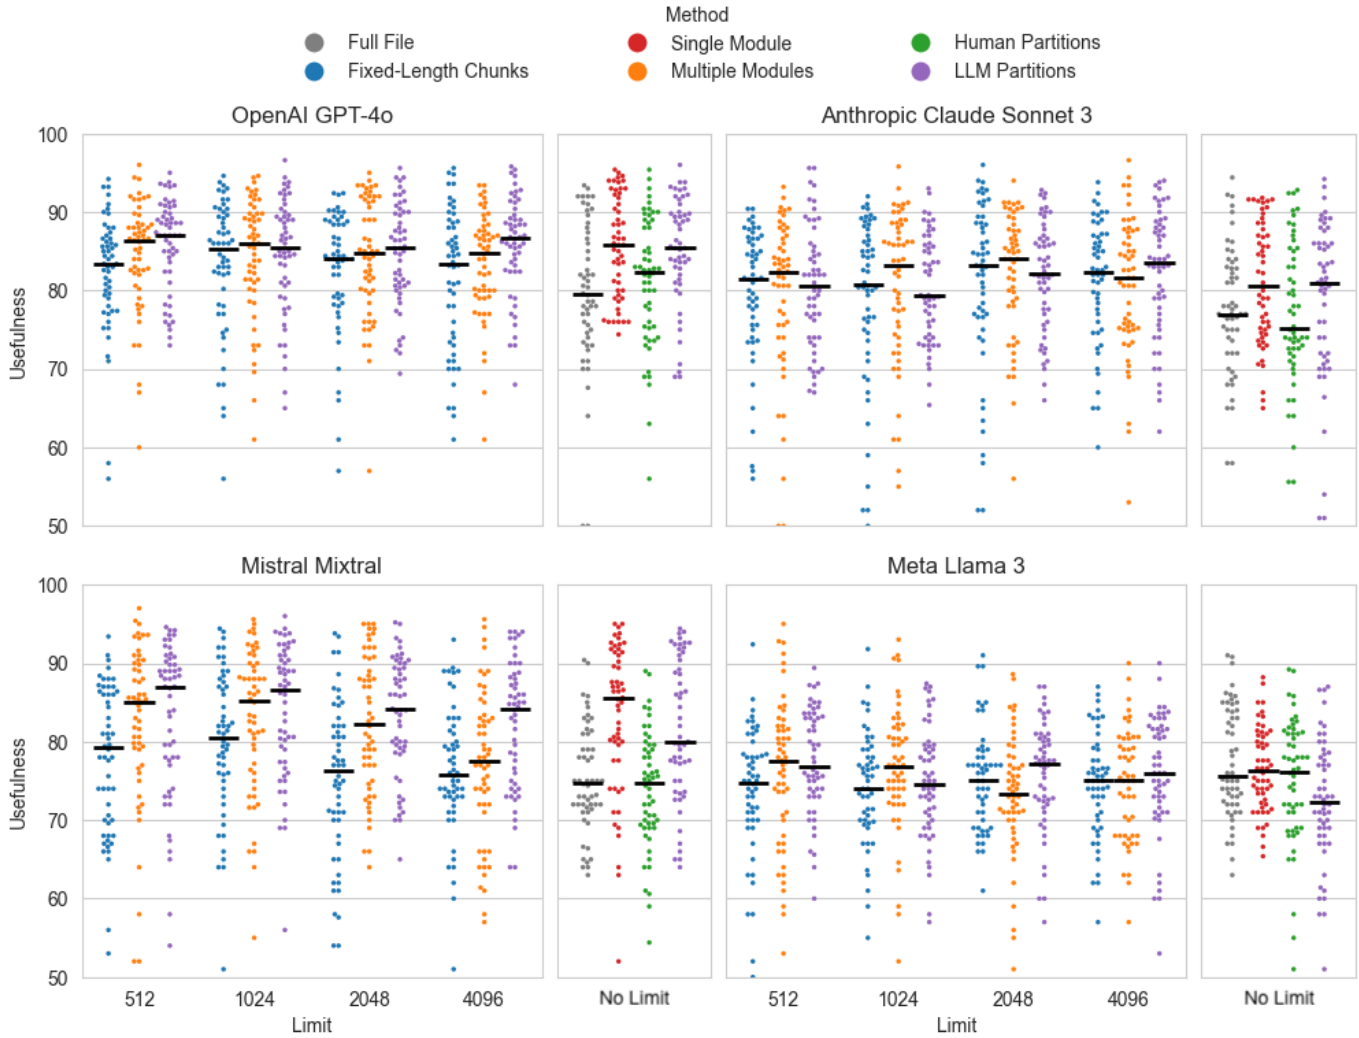 Method
Full File
Single Module
Human Partitions
Fixed-Length Chunks
Multiple Modules
LLM Partitions
OpenAI GPT-4o
Anthropic Claude Sonnet 3
Usefulness
100
90
80
70
60
50
Mistral Mixtral
Meta Llama 3
Usefulness
100
90
80
70
60
50
512 1024 2048 4096
No Limit
512 1024 2048 4096
No Limit
Limit
Limit